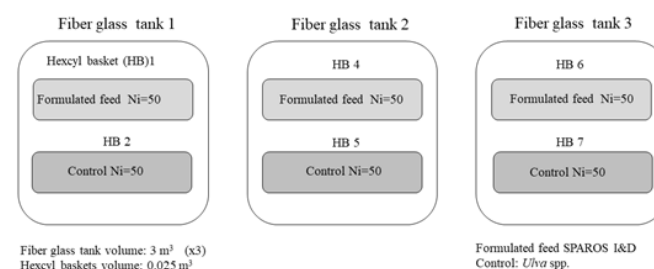 Fiber glass tank 1
Fiber glass tank 2
Fiber glass tank 3
Hexcyl basket (HB)1
HB 4
HB 6
Formulated feed Ni=50
Formulated feed Ni=50
Formulated feed Ni=50
HB 2
HB 5
HB 7
Control Ni=50
Control Ni=50
Control Ni=50
Fiber glass tank volume: 3 m³ (x3)
Hexcyl baskets volume: 0.025 m³
Formulated feed SPAROS I&D
Control: Ulva spp.